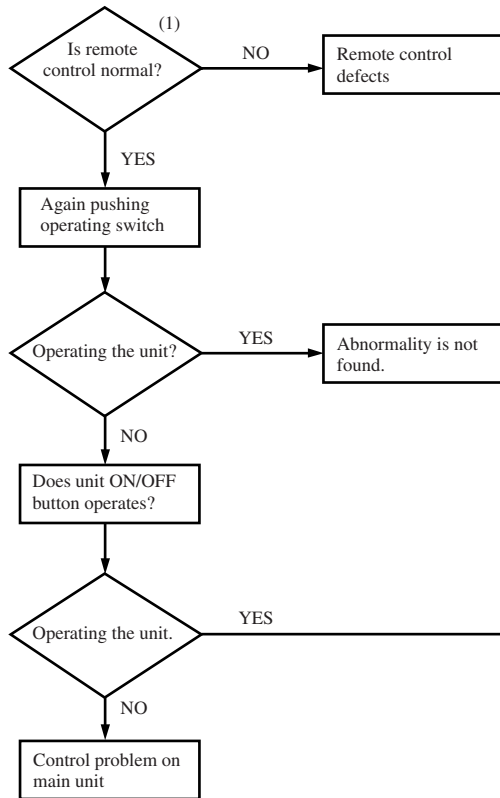 (1)
Is remote
control normal?
NO
Remote control
defects
YES
Again pushing
operating switch
Operating the unit?
YES
Abnormality is not
found.
NO
Does unit ON/OFF
button operates?
Operating the unit.
YES
NO
Control problem on
main unit